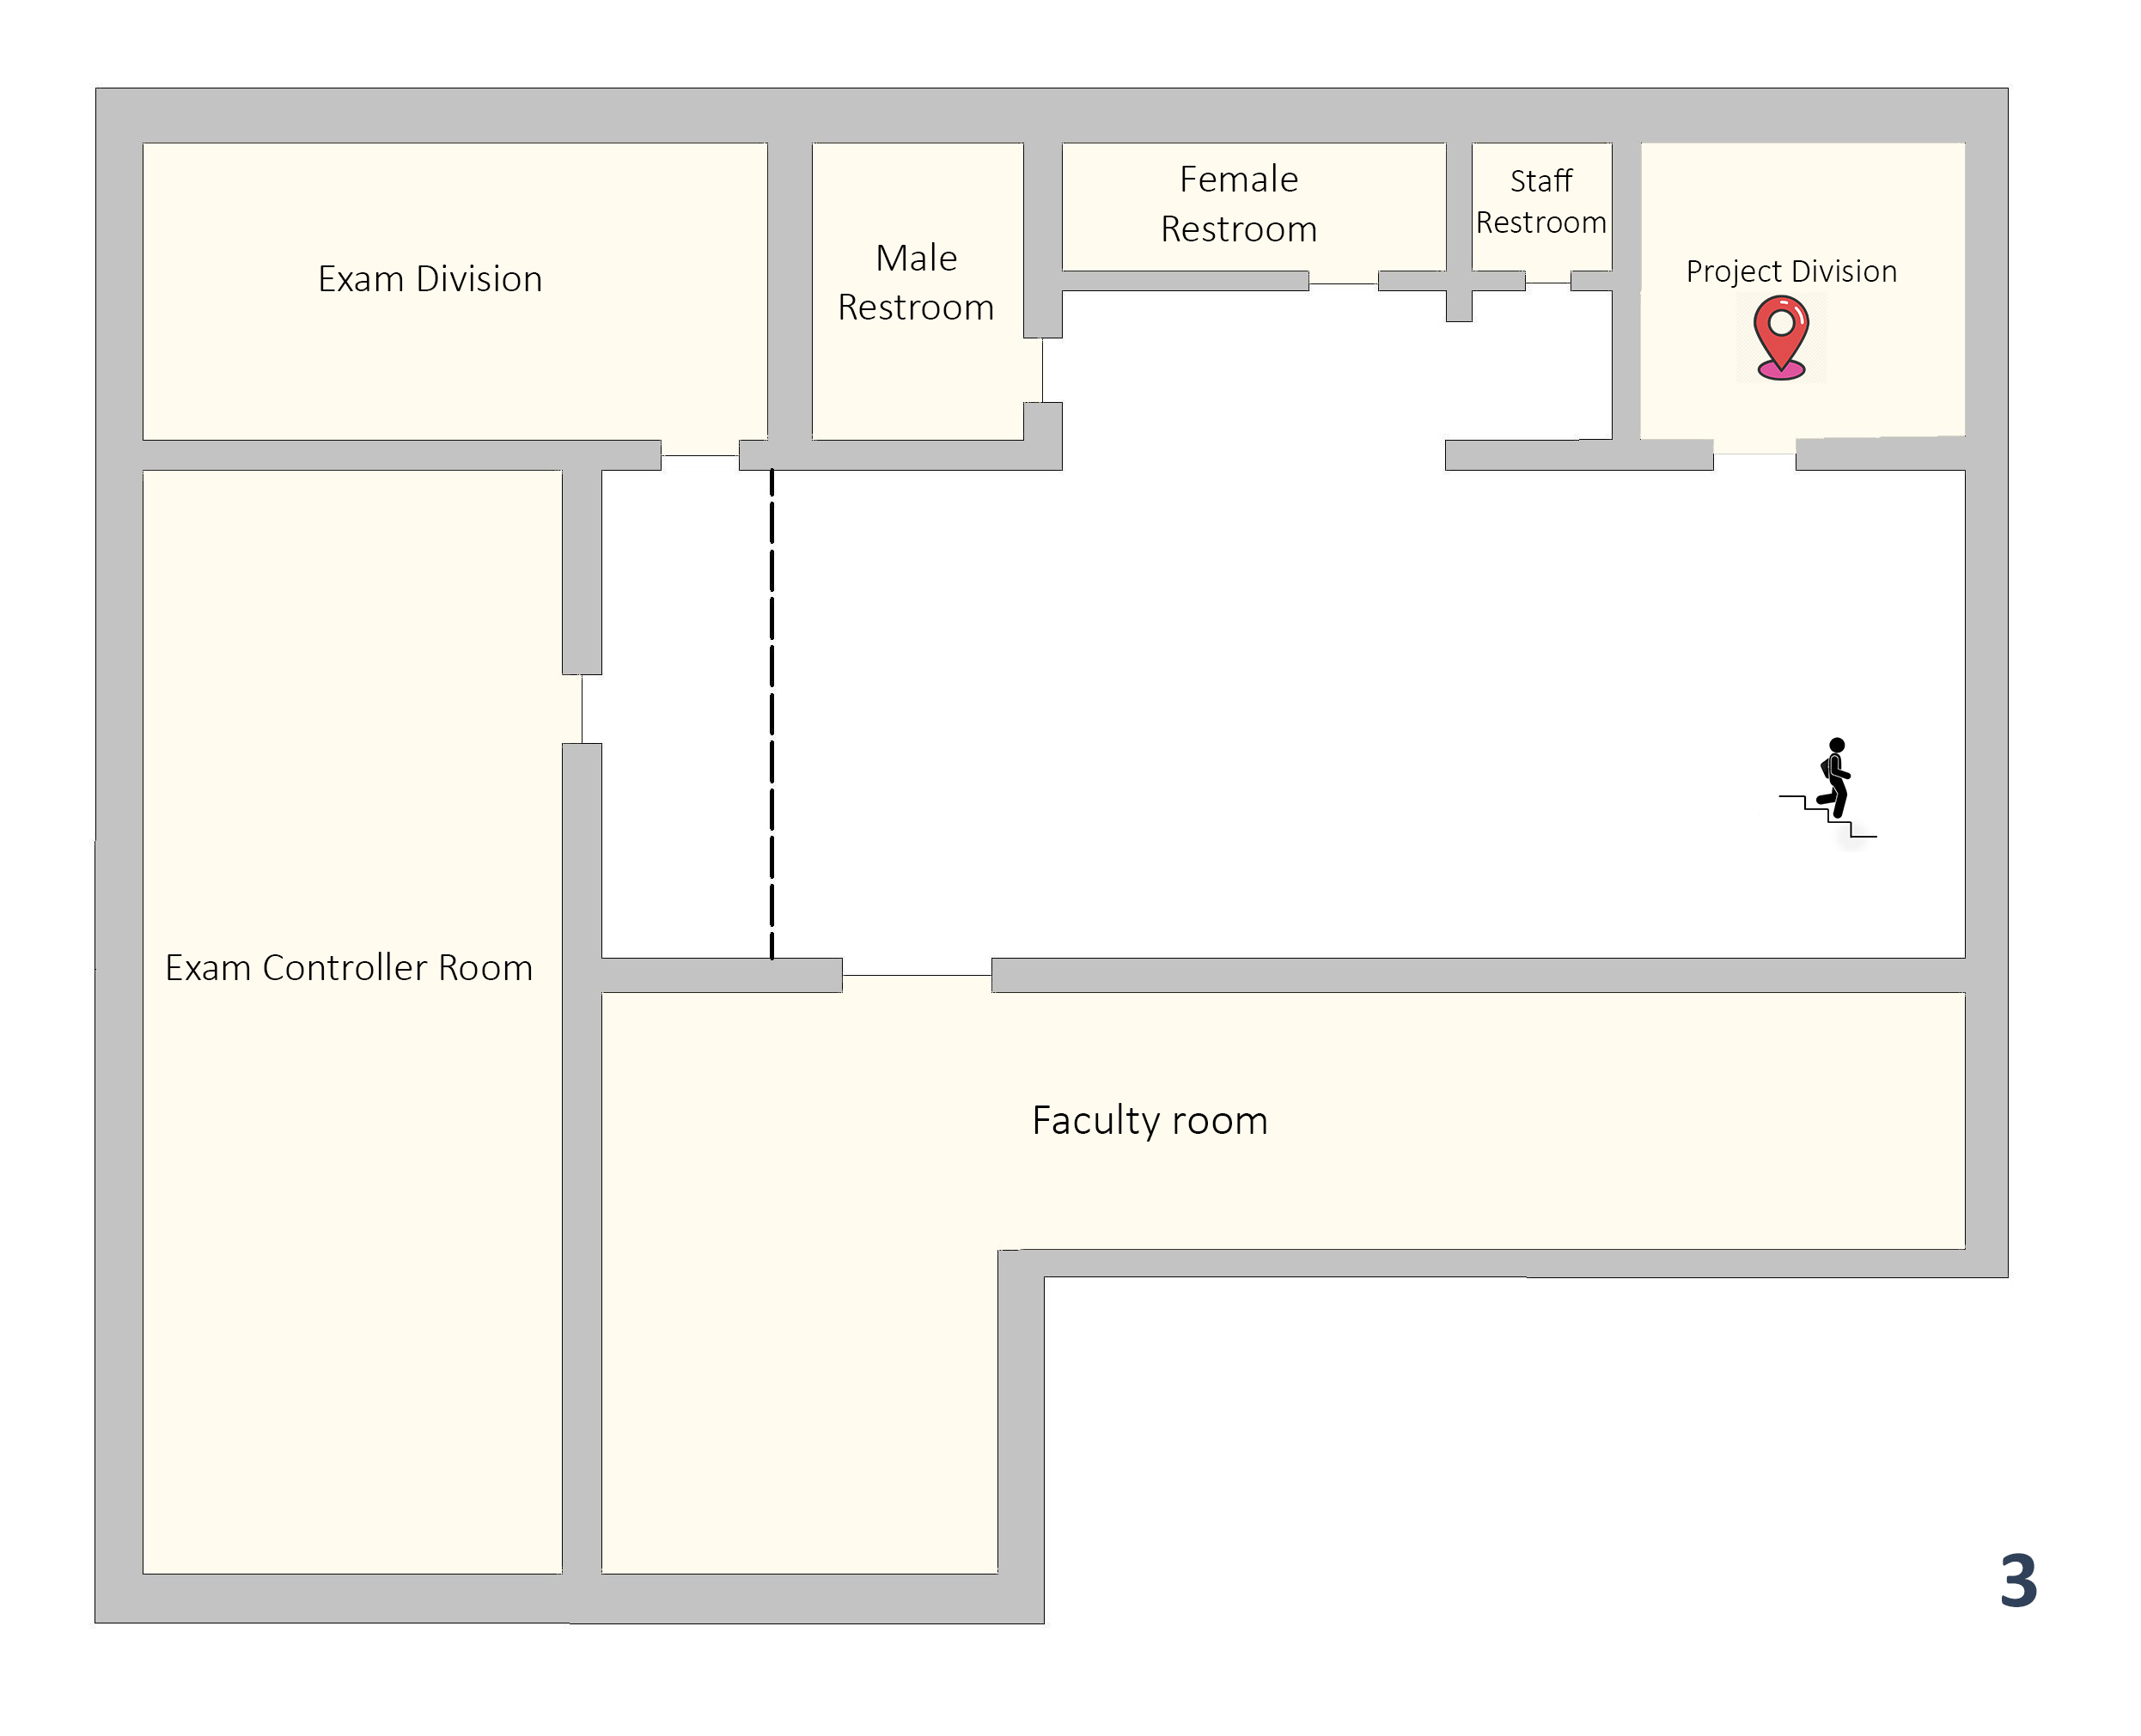 Exam Division
Male
Restroom
Female
Restroom
Staff
Restroom
Project Division
Exam Controller Room
Faculty room
3